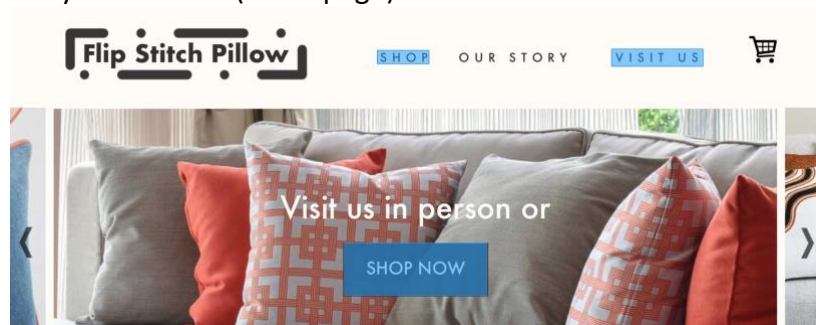 Flip Stitch Pillow
SHOP OUR STORY VISIT US
Visit us in person or
SHOP NOW